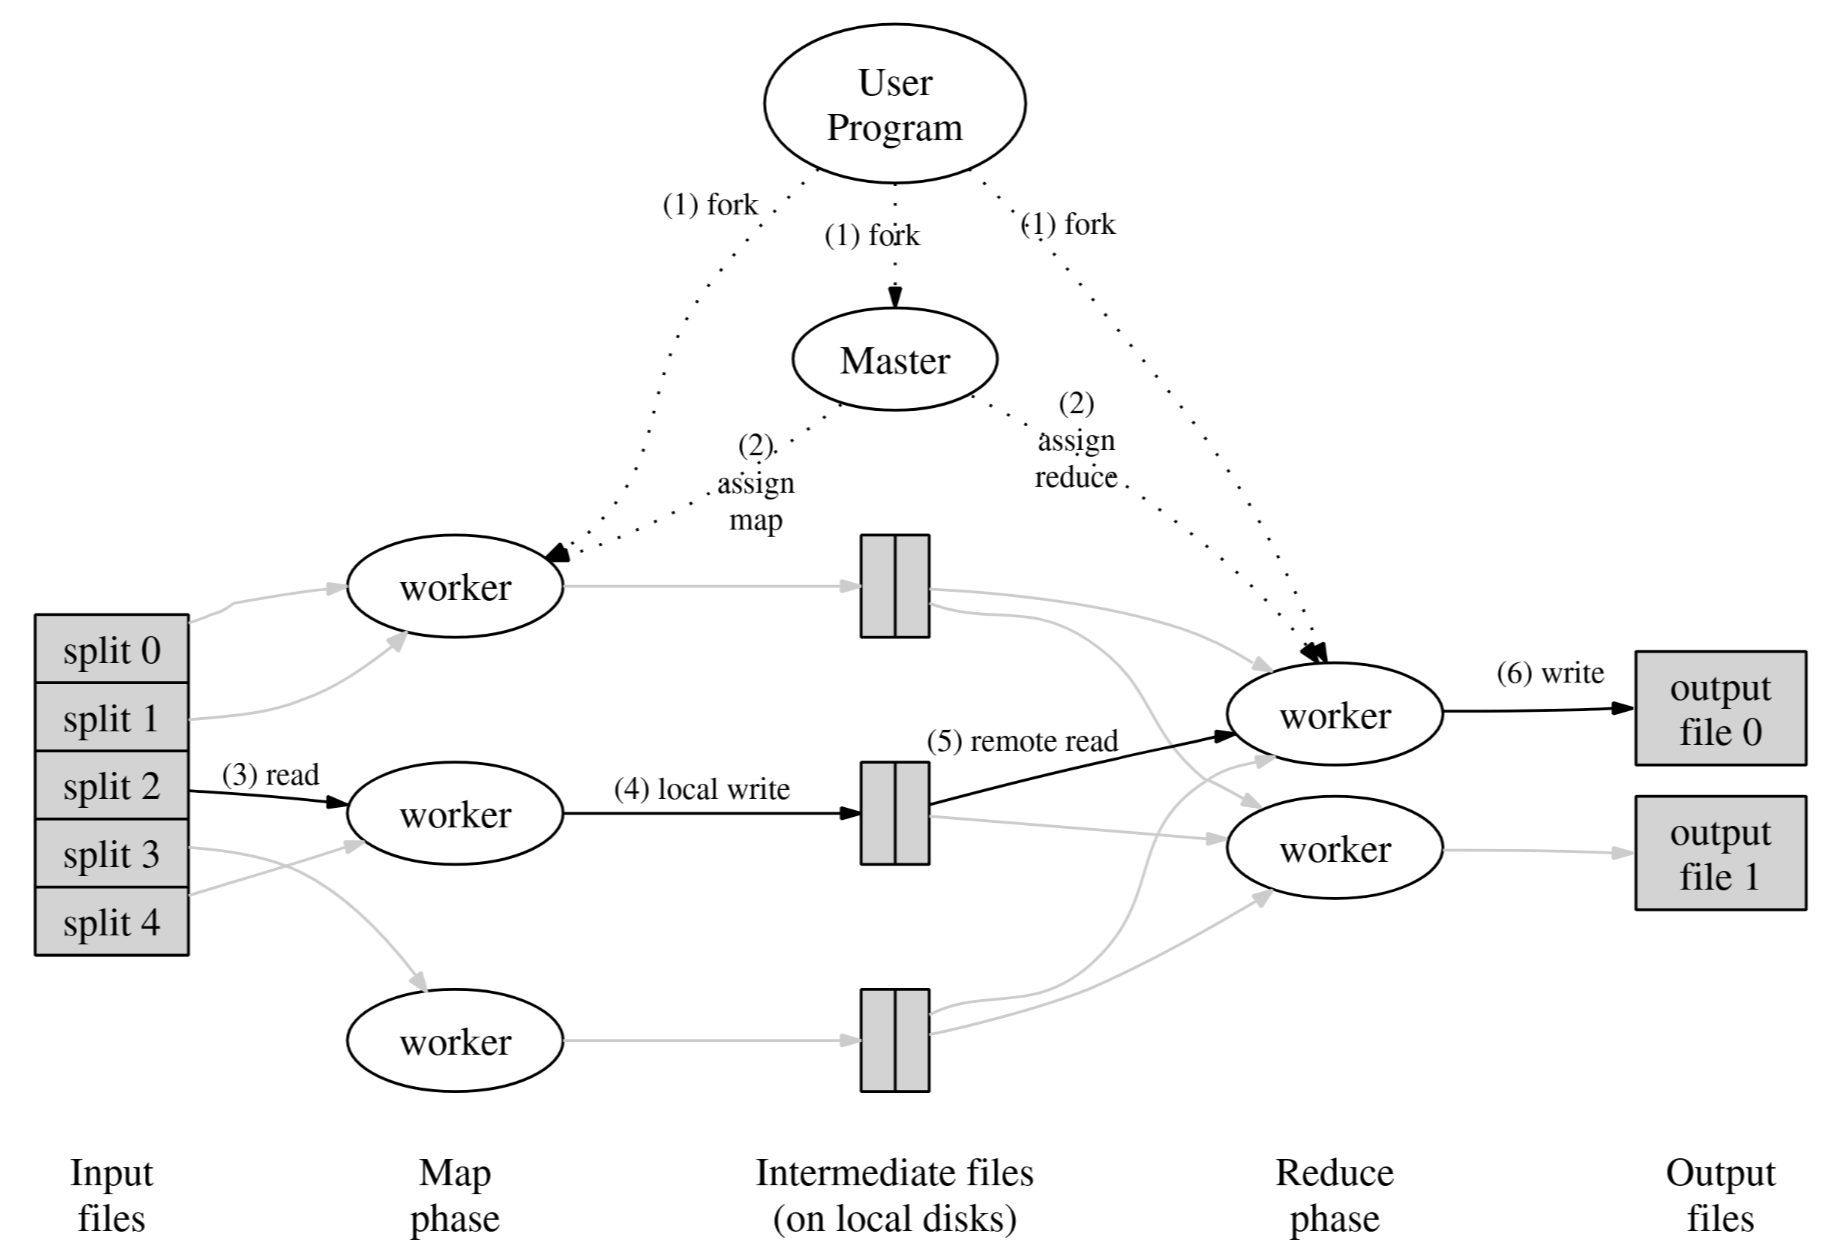 User
Program
(1) fork
(1) fork
(1) fork
Master
(2)
assign
map
(2)
assign
reduce
split 0
split 1
split 2
split 3
split 4
(3) read
worker
worker
worker
(4) local write
(5) remote read
worker
worker
(6) write
output
file 0
output
file 1
Input
files
Map
phase
Intermediate files
(on local disks)
Reduce
phase
Output
files